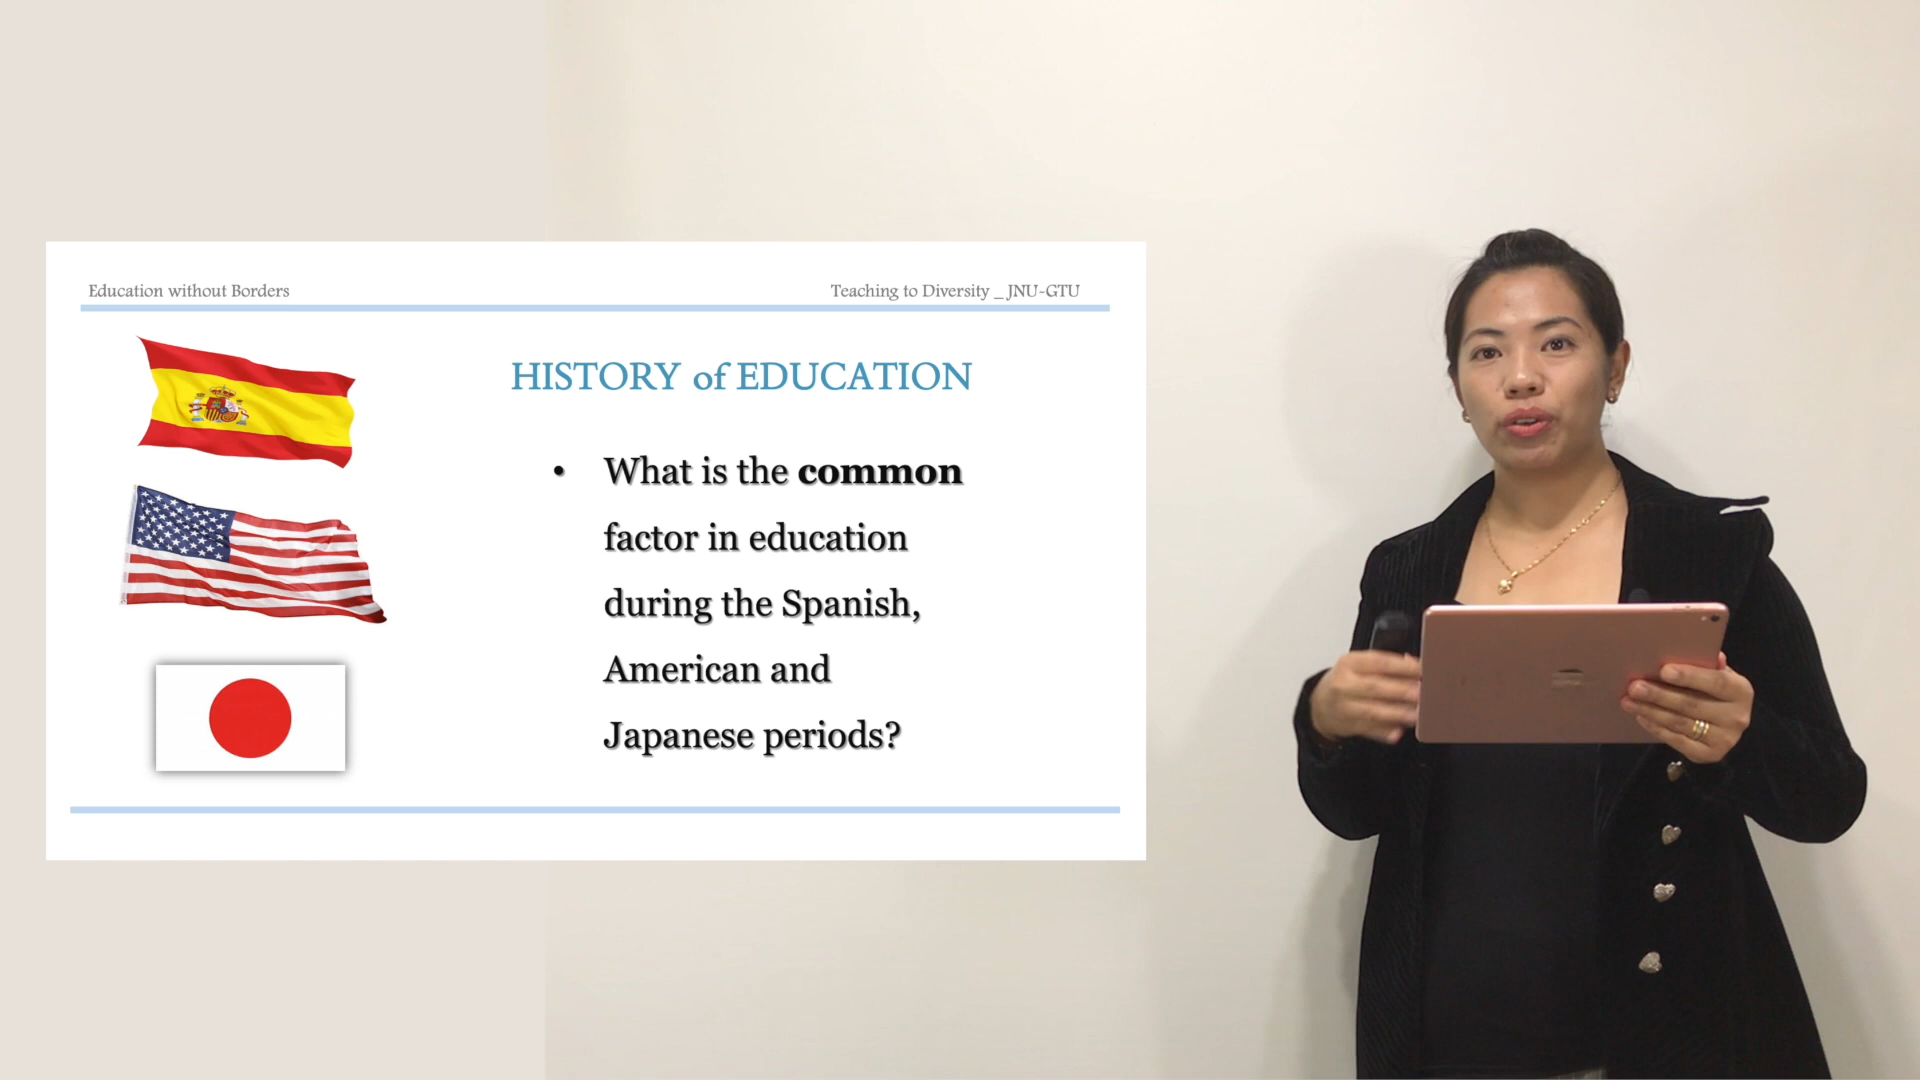 Education without Borders
Teaching to Diversity _ JNU-GTU
HISTORY of EDUCATION
• What is the common
factor in education
during the Spanish,
American and
Japanese periods?